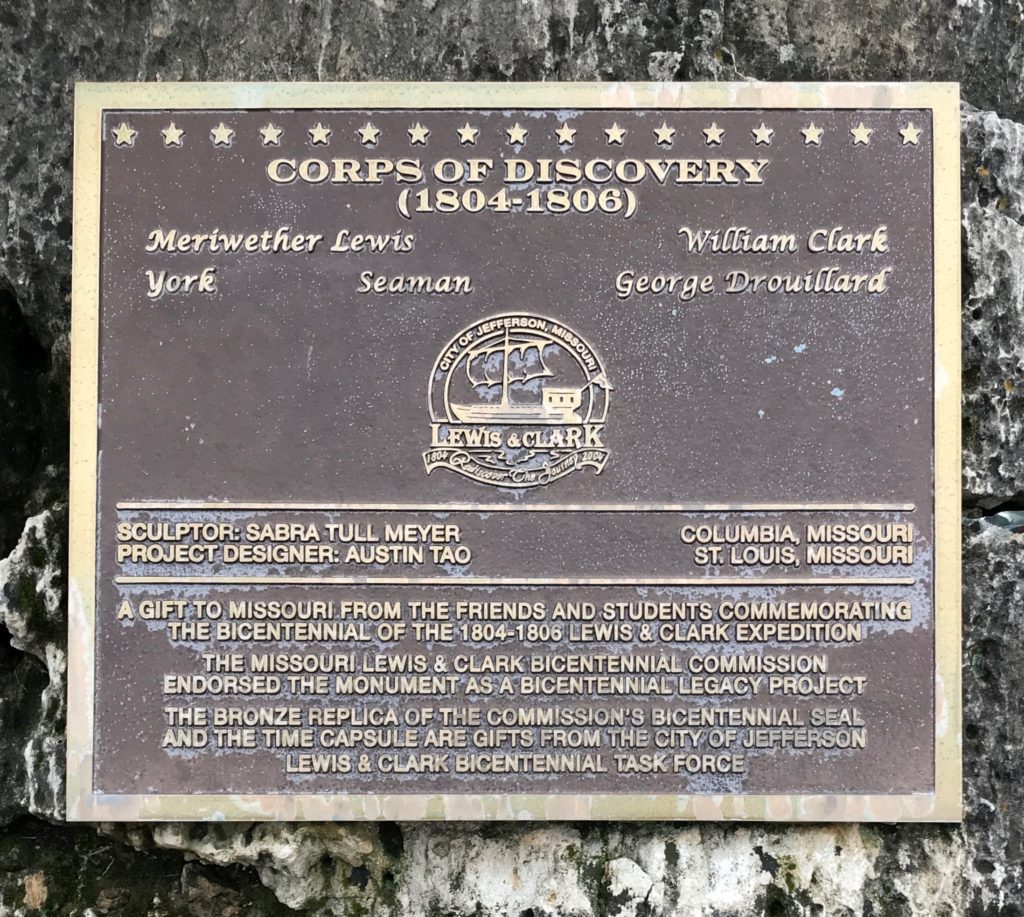 CORPS OF DISCOVERY
(1804-1806)
Meriwether Lewis William Clark
York Seaman George Drouillard
CITY OF JEFFERSON, MISSOURI
LEWIS & CLARK
1804 Rediscover The Journey 2004
SCULPTOR: SABRA TULL MEYER COLUMBIA, MISSOURI
PROJECT DESIGNER: AUSTIN TAO ST. LOUIS, MISSOURI
A GIFT TO MISSOURI FROM THE FRIENDS AND STUDENTS COMMEMORATING
THE BICENTENNIAL OF THE 1804-1806 LEWIS & CLARK EXPEDITION
THE MISSOURI LEWIS & CLARK BICENTENNIAL COMMISSION
ENDORSED THE MONUMENT AS A BICENTENNIAL LEGACY PROJECT
THE BRONZE REPLICA OF THE COMMISSION'S BICENTENNIAL SEAL
AND THE TIME CAPSULE ARE GIFTS FROM THE CITY OF JEFFERSON
LEWIS & CLARK BICENTENNIAL TASK FORCE